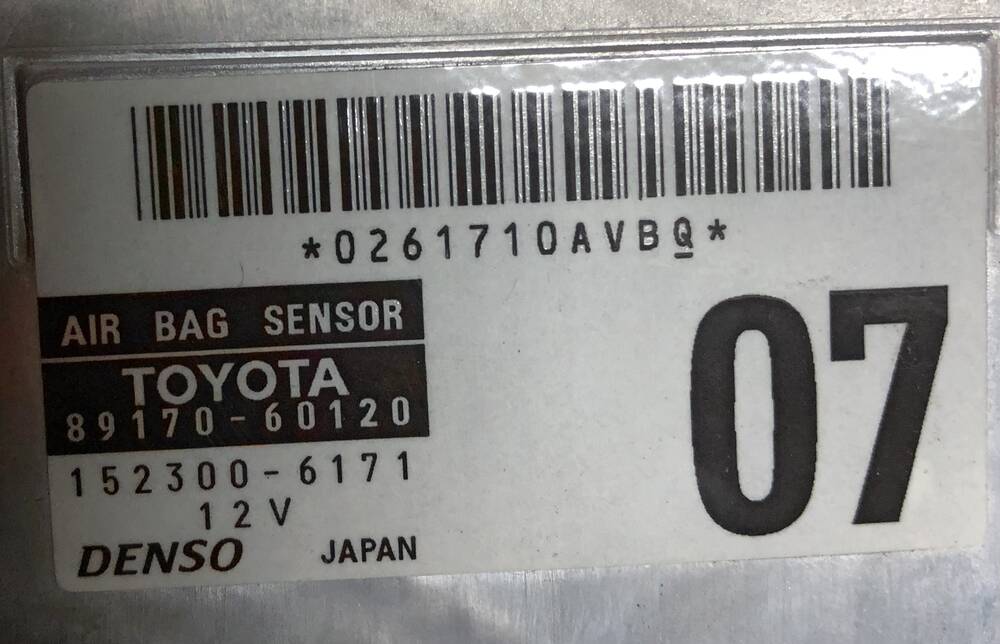 *0261710AVBQ*
AIR BAG SENSOR
TOYOTA
89170-60120
152300-6171
12V
DENSO JAPAN
07